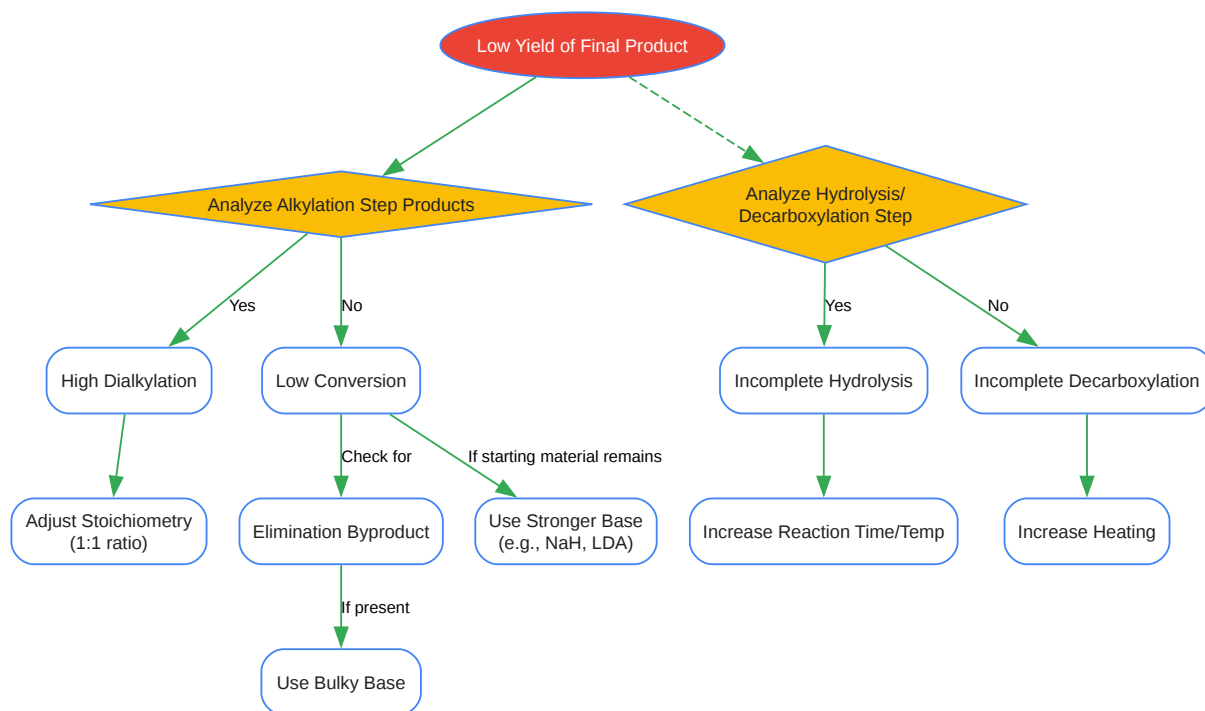 Low Yield of Final Product
Analyze Alkylation Step Products
Analyze Hydrolysis/
Decarboxylation Step
Yes
No
Yes
No
High Dialkylation
Low Conversion
Incomplete Hydrolysis
Incomplete Decarboxylation
Check for
If starting material remains
Adjust Stoichiometry
(1:1 ratio)
Elimination Byproduct
Use Stronger Base
(e.g., NaH, LDA)
Increase Reaction Time/Temp
Increase Heating
If present
Use Bulky Base